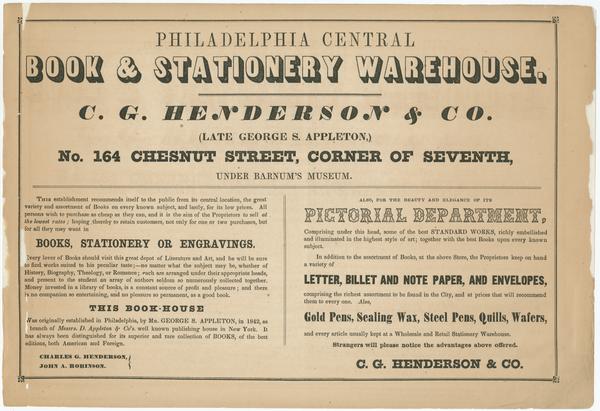 PHILADELPHIA CENTRAL
BOOK & STATIONERY WAREHOUSE.
C. G. HENDERSON & CO.
(LATE GEORGE S. APPLETON,)
No. 164 CHESNUT STREET, CORNER OF SEVENTH,
UNDER BARNUM'S MUSEUM.
THIS establishment recommends itself to the public from its central location, the great
variety and assortment of Books on every known subject, and lastly, for its low prices. All
persons wish to purchase as cheap as they can, and it is the aim of the Proprietors to sell at
the lowest rates; hoping thereby to retain customers, not only for one or two purchases, but
for all they may want in
BOOKS, STATIONERY OR ENGRAVINGS.
Every lover of Books should visit this great depot of Literature and Art, and he will be sure
to find works suited to his peculiar taste;—no matter what the subject may be, whether of
History, Biography, Theology, or Romance; each are arranged under their appropriate heads,
and present to the student an array of authors seldom so numerously collected together.
Money invested in a library of books, is a constant source of profit and pleasure; and there
is no companion so entertaining, and no pleasure so permanent, as a good book.
THIS BOOK-HOUSE
Was originally established in Philadelphia, by MR. GEORGE S. APPLETON, in 1842, as
a branch of Messrs. D. Appleton & Co's. well known publishing house in New York. It
has always been distinguished for its superior and rare collection of BOOKS, of the best
editions, both American and Foreign.
CHARLES G. HENDERSON,
JOHN A. ROBINSON.
ALSO, FOR THE BEAUTY AND ELEGANCE OF ITS
PICTORIAL DEPARTMENT,
Comprising under this head, some of the best STANDARD WORKS, richly embellished
and illuminated in the highest style of art; together with the best Books upon every known
subject.
In addition to the assortment of Books, at the above Store, the Proprietors keep on hand
a variety of
LETTER, BILLET AND NOTE PAPER, AND ENVELOPES,
comprising the richest assortment to be found in the City, and at prices that will recommend
them to every one. Also,
Gold Pens, Sealing Wax, Steel Pens, Quills, Wafers,
and every article usually kept at a Wholesale and Retail Stationery Warehouse.
Strangers will please notice the advantages above offered.
C. G. HENDERSON & CO.